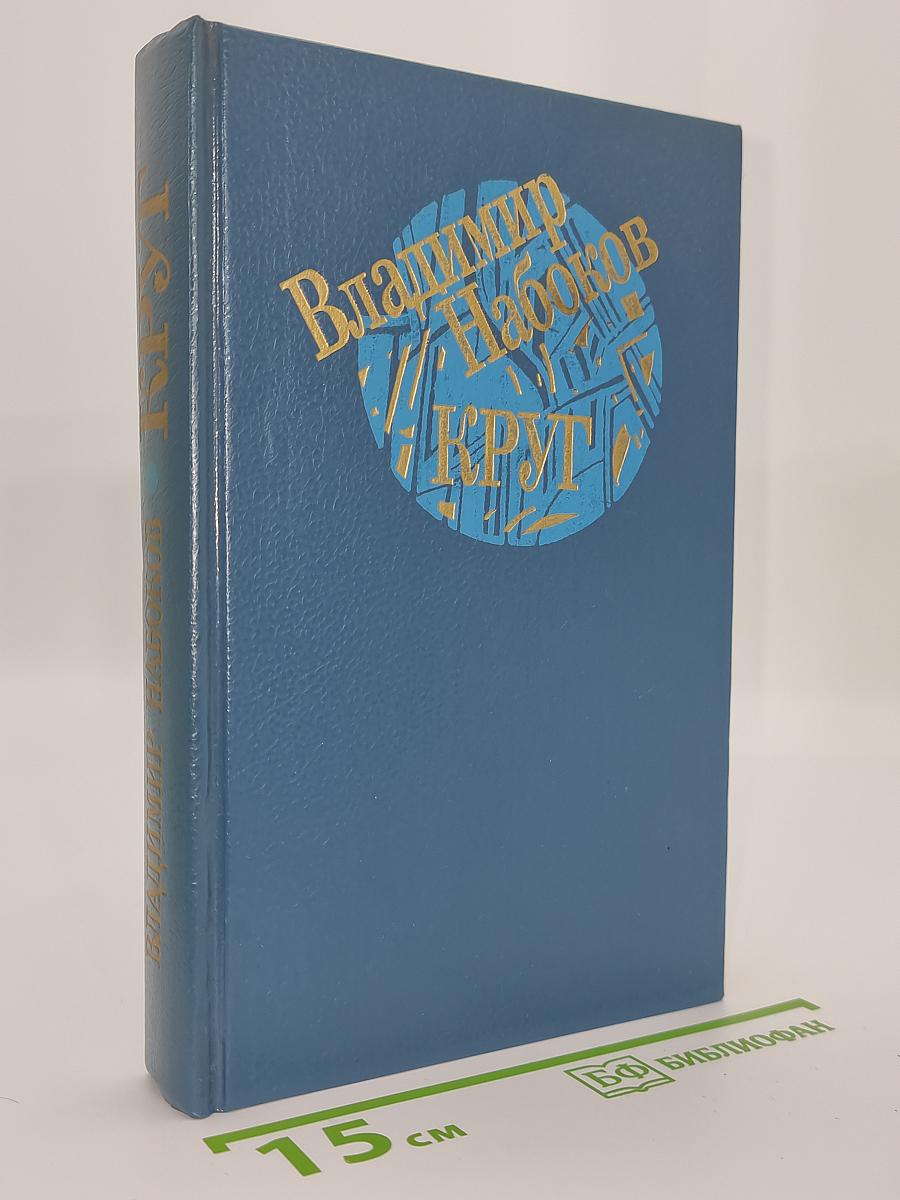 Владимир
Набоков
КРУГ
ВЛАДИМИР НАБОКОВ • КРУГ
15 см
БФ БИБЛИОФАН